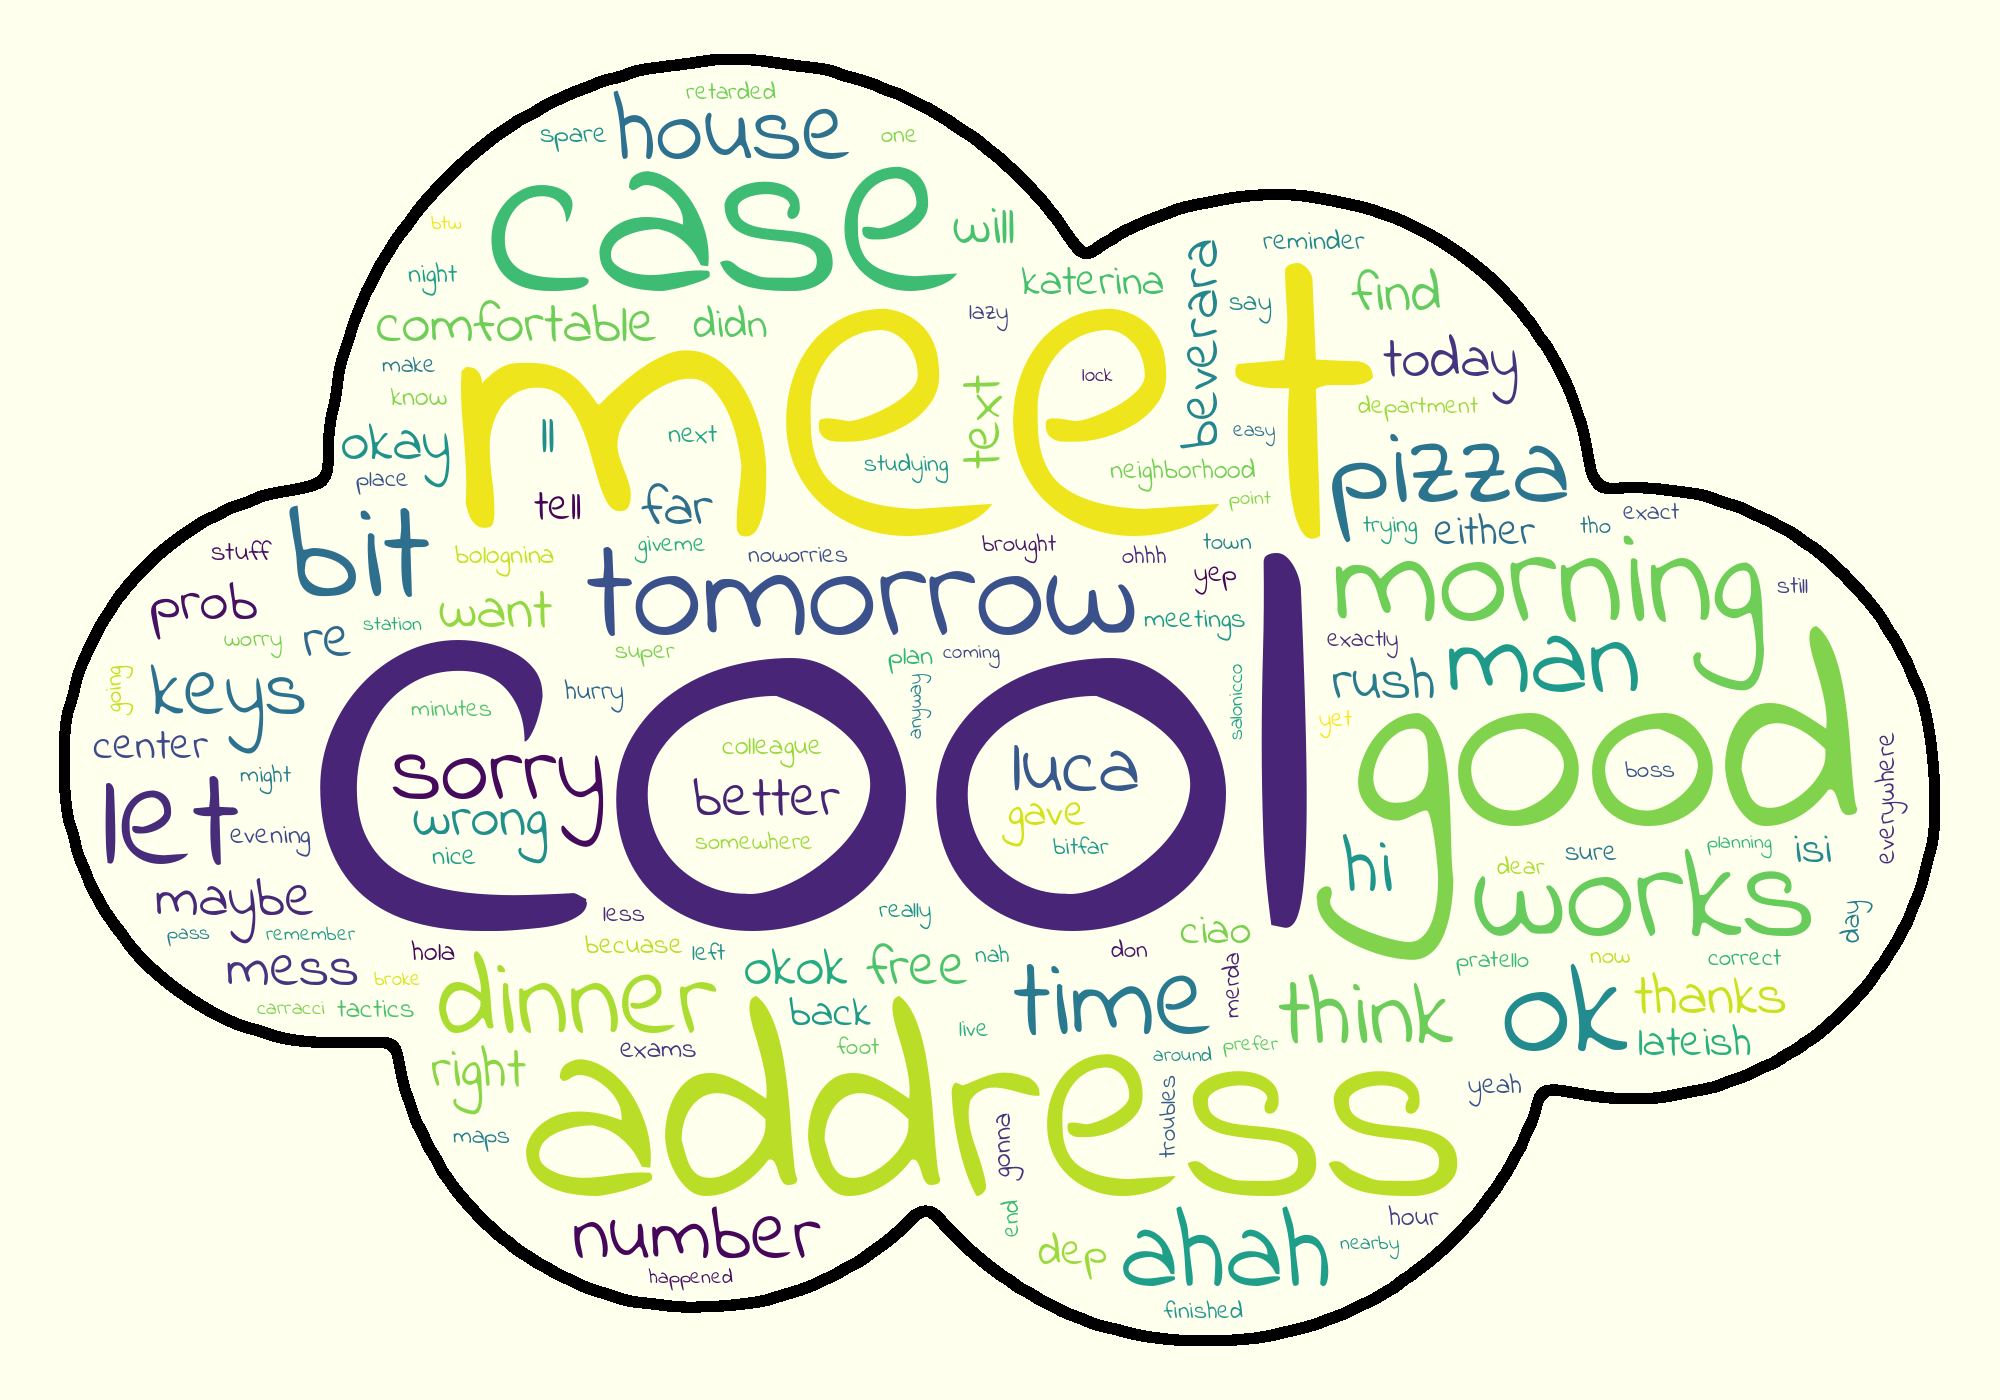 retarded
spare house one
case
btw will
night
reminder
katerina
beverara
find
say
comfortable didn
lazy
meet
today
make
lock
know
text
department
okay
ll
next
easy
pizza
place
studying
neighborhood
tell far
point
bit
trying either tho exact
stuff
bolognina
giveme
noworries
brought
ohhh
town
prob
want
tomorrow
yep
morning
still
worry
re
station
meetings
super
plan
coming
exactly
man
going
keys
hurry
anyway
salonicco
rush
cool
minutes
yet
good
center
might
sorry
colleague
better
luca
boss
everywhere
let
evening
wrong
gave
nice
somewhere
bitfar
hi
planning
isi
sure
dear
works
maybe
less
really
day
pass
remember
hola
becuase
left
ciao
mess
broke
okok
free
nah
don
merda
pratello
now
correct
carracci
tactics
dinner
back
time
think
ok
thanks
live
lateish
exams
foot
around
prefer
right
address
yeah
maps
gonna
troubles
number
end
hour
dep
ahah
nearby
happened
finished